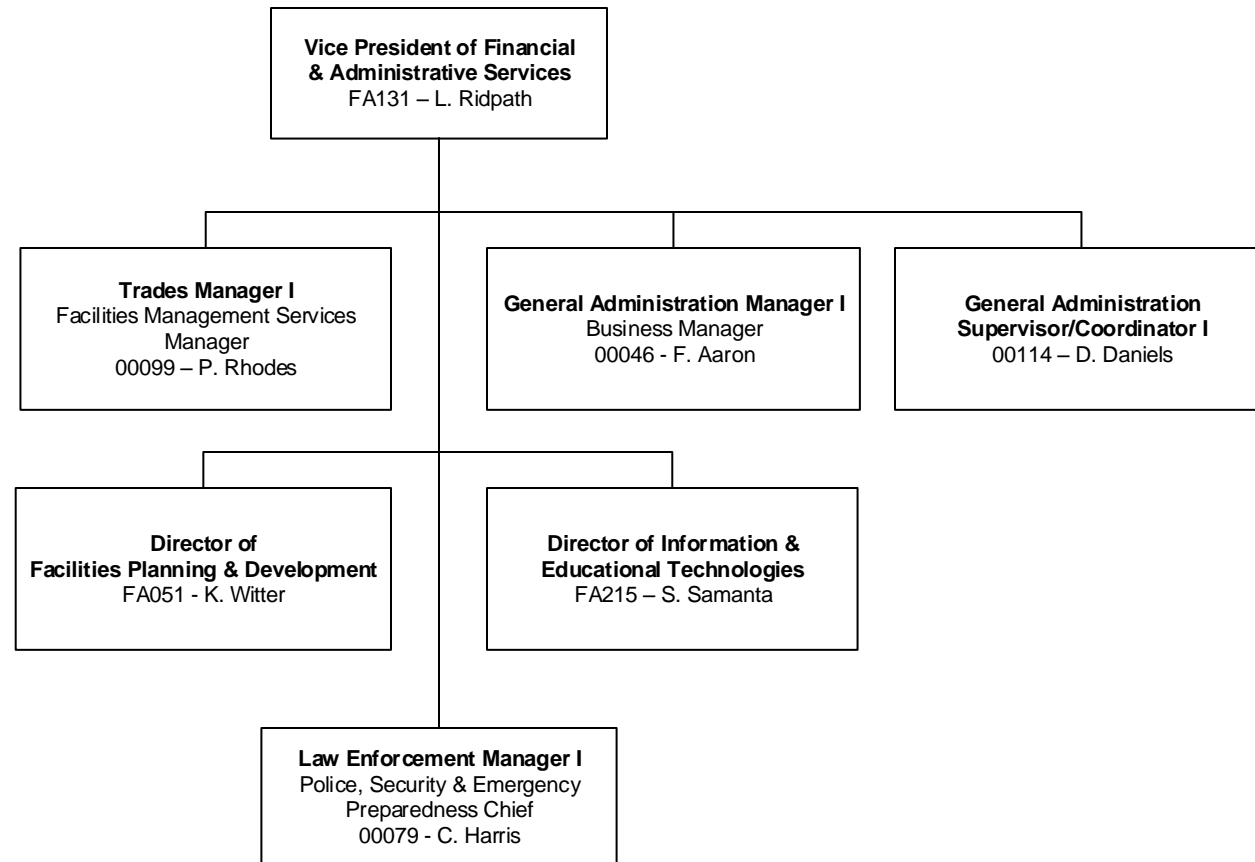 Vice President of Financial
& Administrative Services
FA131 – L. Ridpath
Trades Manager I
Facilities Management Services
Manager
00099 – P. Rhodes
General Administration Manager I
Business Manager
00046 - F. Aaron
General Administration
Supervisor/Coordinator I
00114 – D. Daniels
Director of
Facilities Planning & Development
FA051 - K. Witter
Director of Information &
Educational Technologies
FA215 – S. Samanta
Law Enforcement Manager I
Police, Security & Emergency
Preparedness Chief
00079 - C. Harris